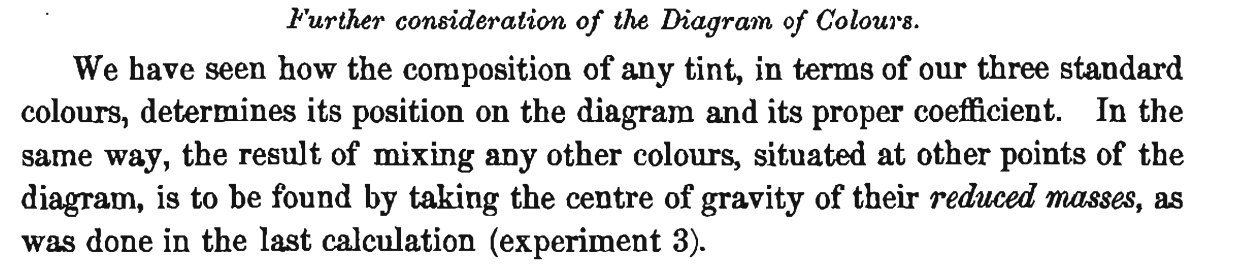 Further consideration of the Diagram of Colours.
We have seen how the composition of any tint, in terms of our three standard
colours, determines its position on the diagram and its proper coefficient. In the
same way, the result of mixing any other colours, situated at other points of the
diagram, is to be found by taking the centre of gravity of their reduced masses, as
was done in the last calculation (experiment 3).